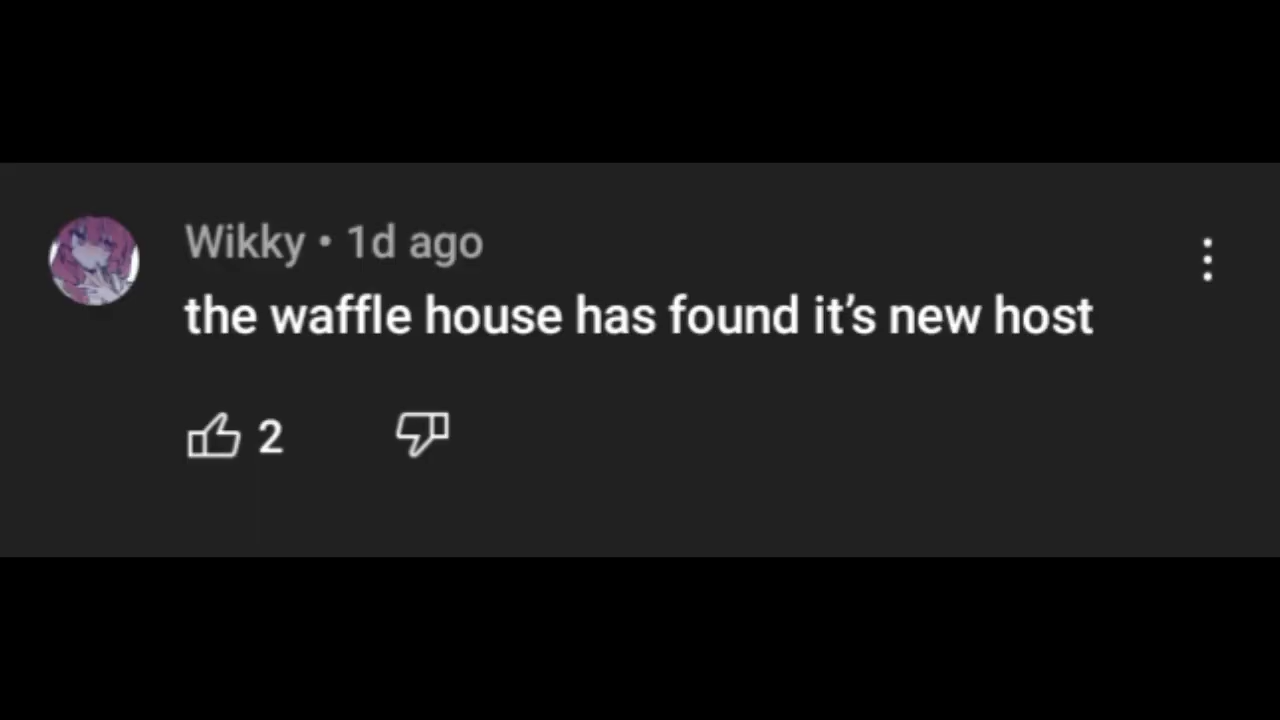 Wikky • 1d ago
the waffle house has found it’s new host
2